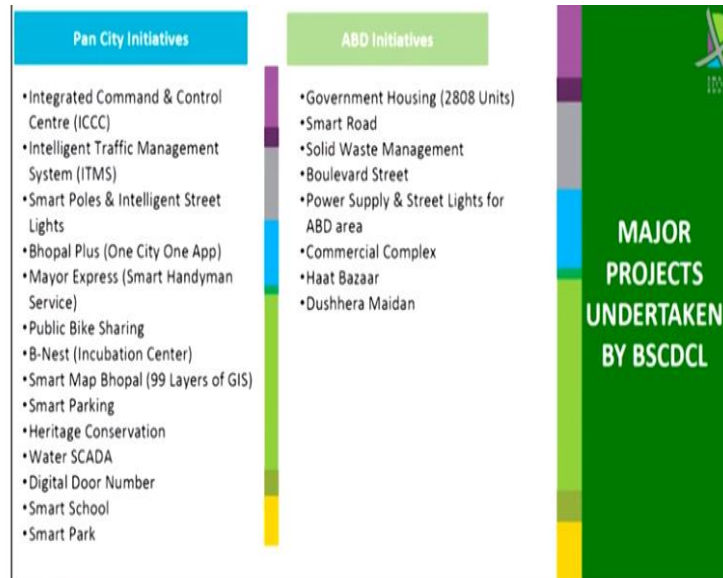 Pan City Initiatives
•Integrated Command & Control
Centre (ICCC)
•Intelligent Traffic Management
System (ITMS)
•Smart Poles & Intelligent Street
Lights
•Bhopal Plus (One City One App)
•Mayor Express (Smart Handyman
Service)
•Public Bike Sharing
•B-Nest (Incubation Center)
•Smart Map Bhopal (99 Layers of GIS)
•Smart Parking
•Heritage Conservation
•Water SCADA
•Digital Door Number
•Smart School
•Smart Park
ABD Initiatives
•Government Housing (2808 Units)
•Smart Road
•Solid Waste Management
•Boulevard Street
•Power Supply & Street Lights for
ABD area
•Commercial Complex
•Haat Bazaar
•Dushhera Maidan
MAJOR
PROJECTS
UNDERTAKEN
BY BSCDCL